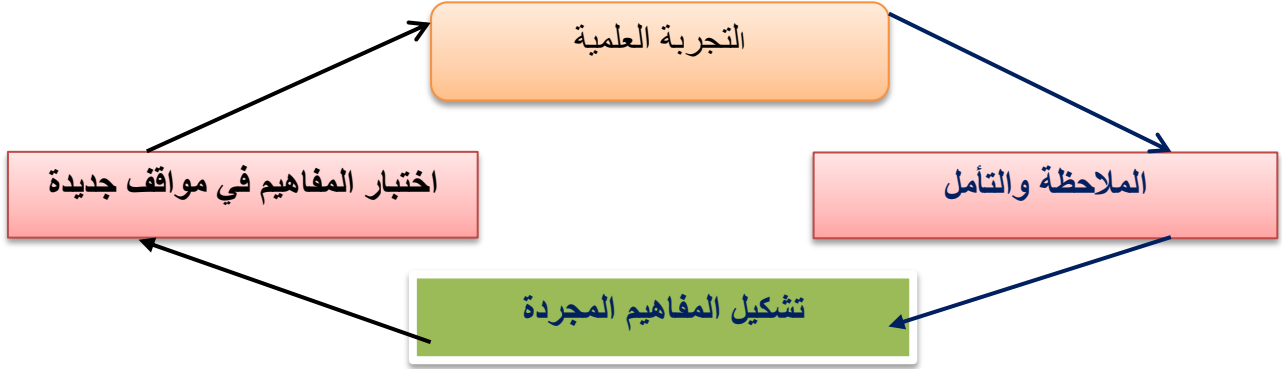 التجربة العلمية
الملاحظة والتأمل
اختبار المفاهيم في مواقف جديدة
تشكيل المفاهيم المجردة